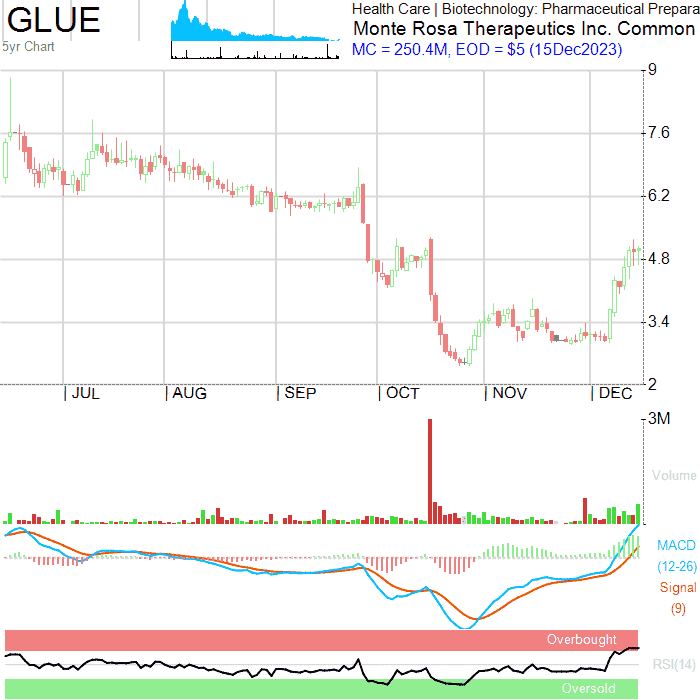 GLUE
5yr Chart
Health Care | Biotechnology: Pharmaceutical Prepara
Monte Rosa Therapeutics Inc. Common
MC = 250.4M, EOD = $5 (15Dec2023)
9
7.6
6.2
4.8
3.4
2
JUL AUG SEP OCT NOV DEC
3M
Volume
MACD
(12-26)
Signal
(9)
Overbought
RSI(14)
Oversold